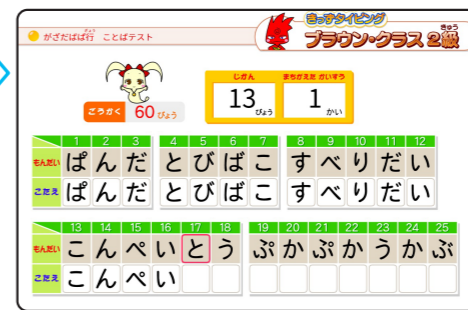 がざだばぱ行 ことばテスト
ぎょう
きっずタイピング
ブラウン・クラス 2級
きゅう
ごうかく 60 びょう
じかん まちがえた かいすう
13 びょう 1 かい
1 2 3 4 5 6 7 8 9 10 11 12
もんだい ぱんだ とびばこ すべりだい
こたえ ぱんだ とびばこ すべりだい
13 14 15 16 17 18 19 20 21 22 23 24 25
もんだい こんぺいとう ぷかぷかうかぶ
こたえ こんぺい